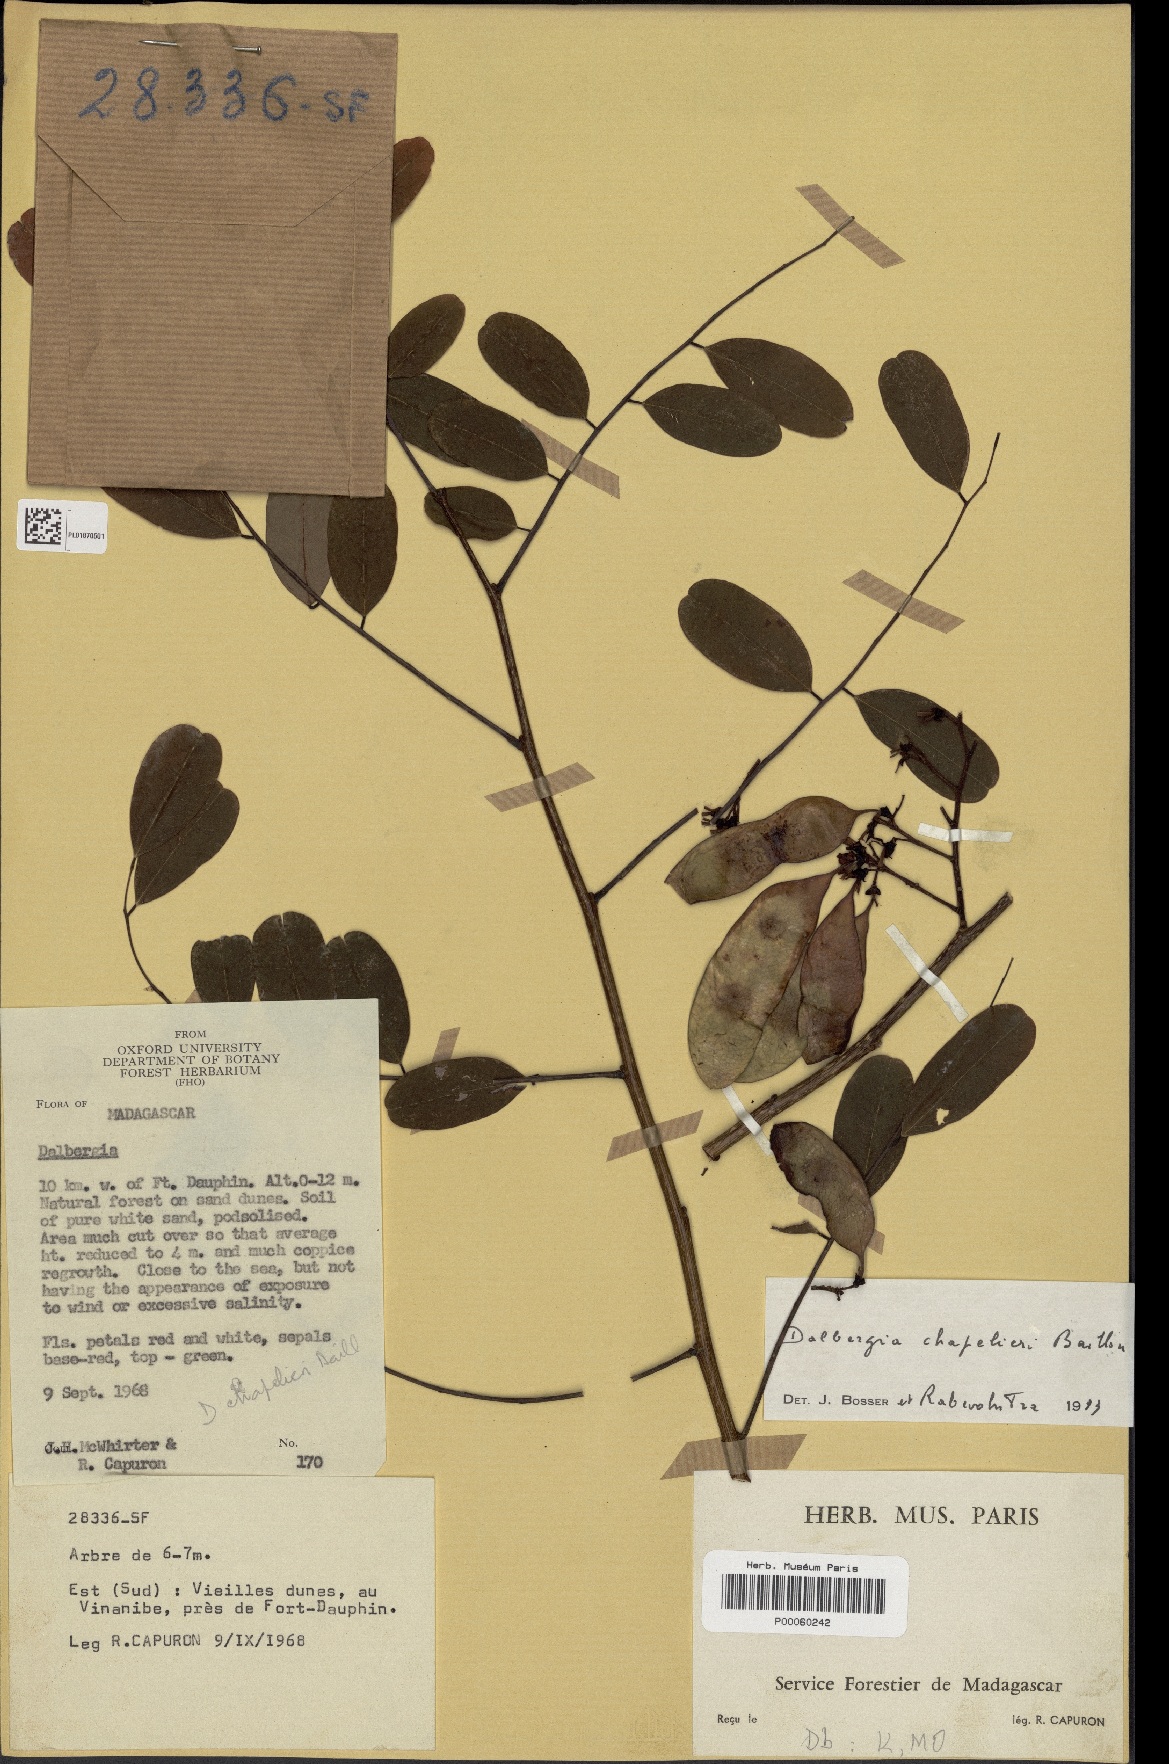 28.336-SF
FROM
OXFORD UNIVERSITY
DEPARTMENT OF BOTANY
FOREST HERBARIUM
(FHO)
FLORA OF MADAGASCAR
Dalbergia
10 km. w. of Ft. Dauphin. Alt.0-12 m.
Natural forest on sand dunes. Soil
of pure white sand, podsolised.
Area much cut over so that average
ht. reduced to 4 m. and much coppice
regrowth. Close to the sea, but not
having the appearance of exposure
to wind or excessive salinity.
Fls. petals red and white, sepals
base-red, top - green.
9 Sept. 1968
D chapelieri Baill
J.H. McWhirter &
R. Capuron
No.
170
28336-SF
Arbre de 6-7m.
Est (Sud) : Vieilles dunes, au
Vinanibe, près de Fort-Dauphin.
Leg R.CAPURON 9/IX/1968
Dalbergia chapelieri Baillon
DET. J. BOSSER et Rabevohitra
HERB. MUS. PARIS
Herb. Muséum Paris
P00060242
Service Forestier de Madagascar
Reçu le
lég. R. CAPURON
Db : K, MO